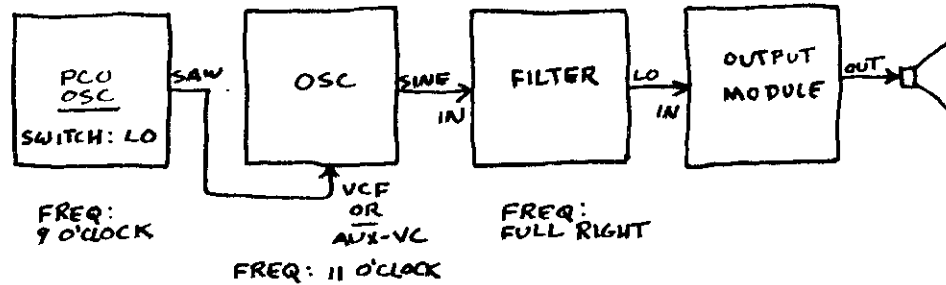 PCO
OSC
SWITCH: LO
SAW
FREQ:
9 O'CLOCK
OSC
SINE
VCF
OR
AUX-VC
FREQ: 11 O'CLOCK
IN
FILTER
LO
FREQ:
FULL RIGHT
IN
OUTPUT
MODULE
OUT